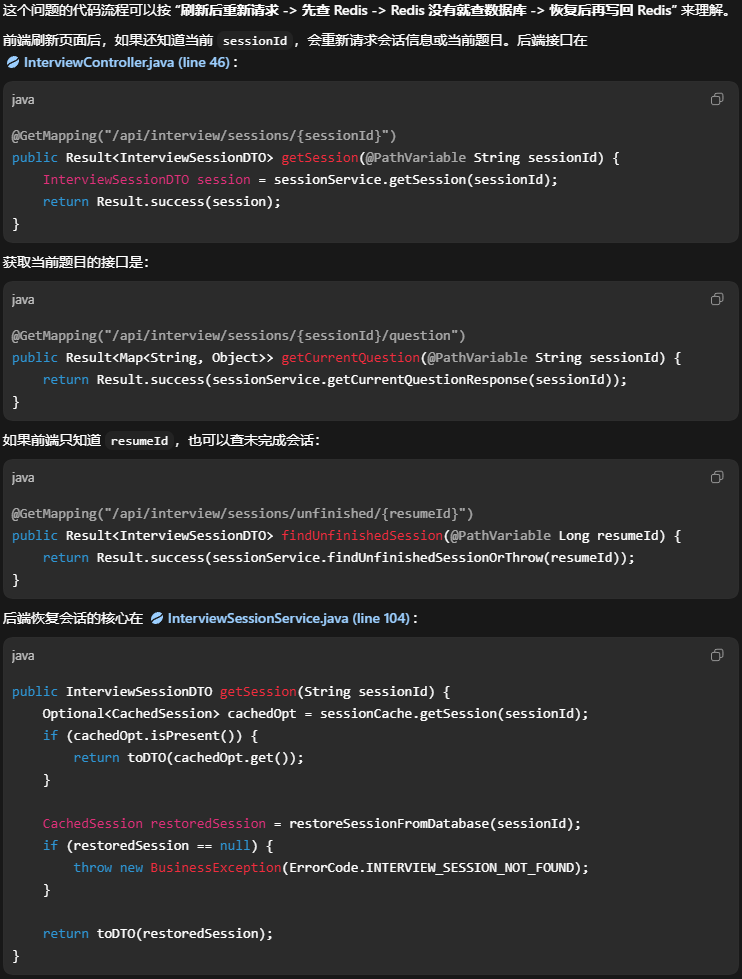 这个问题的代码流程可以按 “刷新后重新请求 -> 先查 Redis -> Redis 没有就查数据库 -> 恢复后再写回 Redis” 来理解。
前端刷新页面后，如果还知道当前 sessionId ，会重新请求会话信息或当前题目。后端接口在
InterviewController.java (line 46) ：
java
@GetMapping("/api/interview/sessions/{sessionId}")
public Result<InterviewSessionDTO> getSession(@PathVariable String sessionId) {
    InterviewSessionDTO session = sessionService.getSession(sessionId);
    return Result.success(session);
}
获取当前题目的接口是：
java
@GetMapping("/api/interview/sessions/{sessionId}/question")
public Result<Map<String, Object>> getCurrentQuestion(@PathVariable String sessionId) {
    return Result.success(sessionService.getCurrentQuestionResponse(sessionId));
}
如果前端只知道 resumeId ，也可以查未完成会话：
java
@GetMapping("/api/interview/sessions/unfinished/{resumeId}")
public Result<InterviewSessionDTO> findUnfinishedSession(@PathVariable Long resumeId) {
    return Result.success(sessionService.findUnfinishedSessionOrThrow(resumeId));
}
后端恢复会话的核心在 InterviewSessionService.java (line 104) ：
java
public InterviewSessionDTO getSession(String sessionId) {
    Optional<CachedSession> cachedOpt = sessionCache.getSession(sessionId);
    if (cachedOpt.isPresent()) {
        return toDTO(cachedOpt.get());
    }
    CachedSession restoredSession = restoreSessionFromDatabase(sessionId);
    if (restoredSession == null) {
        throw new BusinessException(ErrorCode.INTERVIEW_SESSION_NOT_FOUND);
    }
    return toDTO(restoredSession);
}